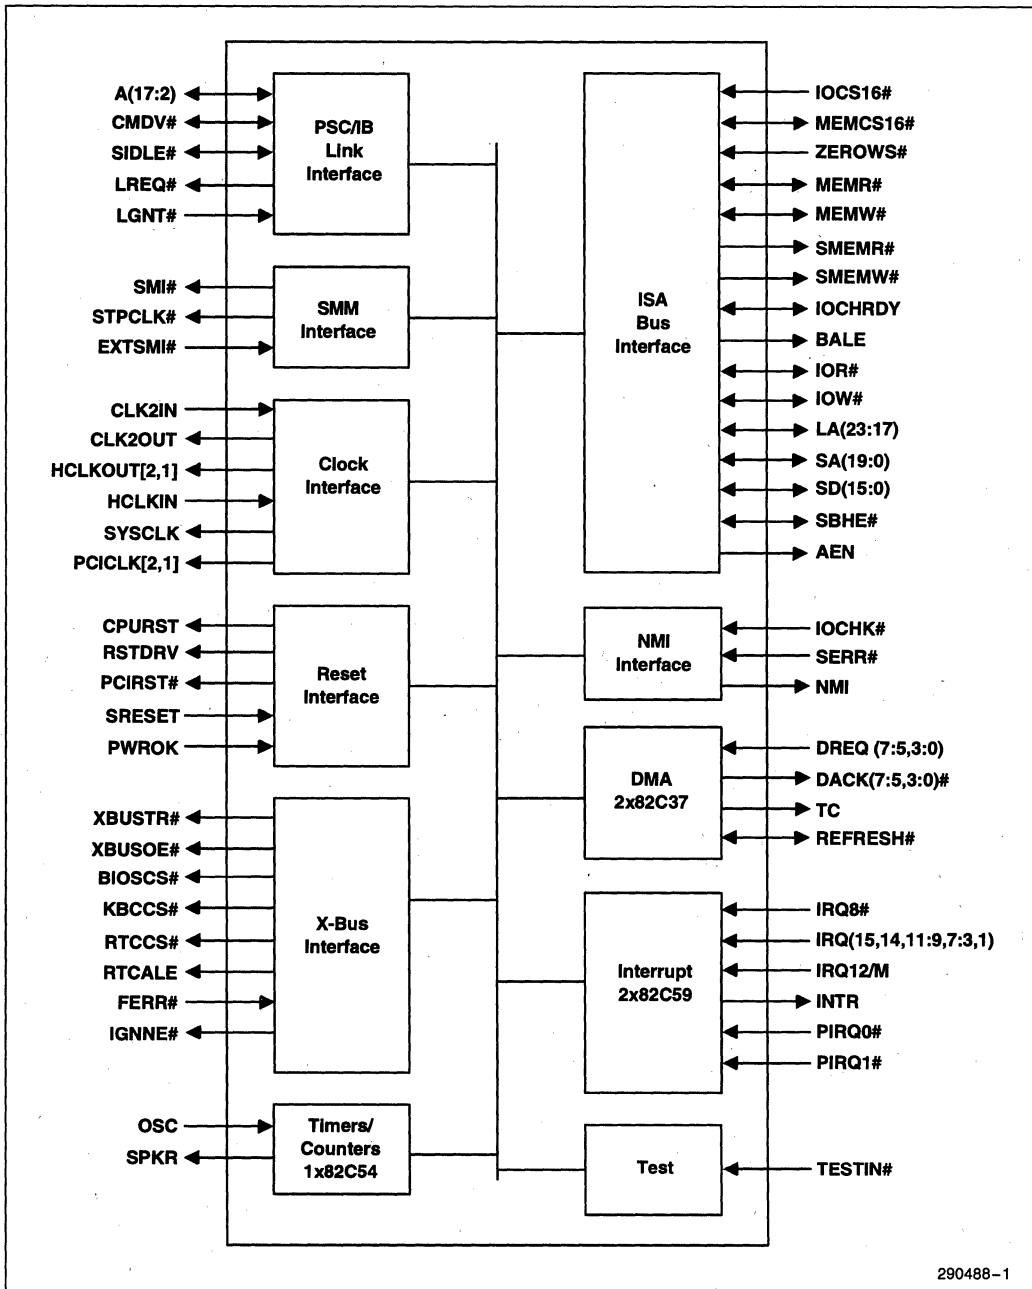 A(17:2)
CMDV#
SIDLE#
LREQ#
LGNT#
PSC/IB
Link
Interface
SMI#
STPCLK#
EXTSMI#
SMM
Interface
CLK2IN
CLK2OUT
HCLKOUT[2,1]
HCLKIN
SYSCLK
PCICLK[2,1]
Clock
Interface
CPURST
RSTDRV
PCIRST#
SRESET
PWROK
Reset
Interface
XBUSTR#
XBUSOE#
BIOSCS#
KBCCS#
RTCCS#
RTCALE
FERR#
IGNNE#
X-Bus
Interface
OSC
SPKR
Timers/
Counters
1x82C54
ISA
Bus
Interface
IOCS16#
MEMCS16#
ZEROWS#
MEMR#
MEMW#
SMEMR#
SMEMW#
IOCHRDY
BALE
IOR#
IOW#
LA(23:17)
SA(19:0)
SD(15:0)
SBHE#
AEN
NMI
Interface
IOCHK#
SERR#
NMI
DMA
2x82C37
DREQ (7:5,3:0)
DACK(7:5,3:0)#
TC
REFRESH#
Interrupt
2x82C59
IRQ8#
IRQ(15,14,11:9,7:3,1)
IRQ12/M
INTR
PIRQ0#
PIRQ1#
Test
TESTIN#
290488-1